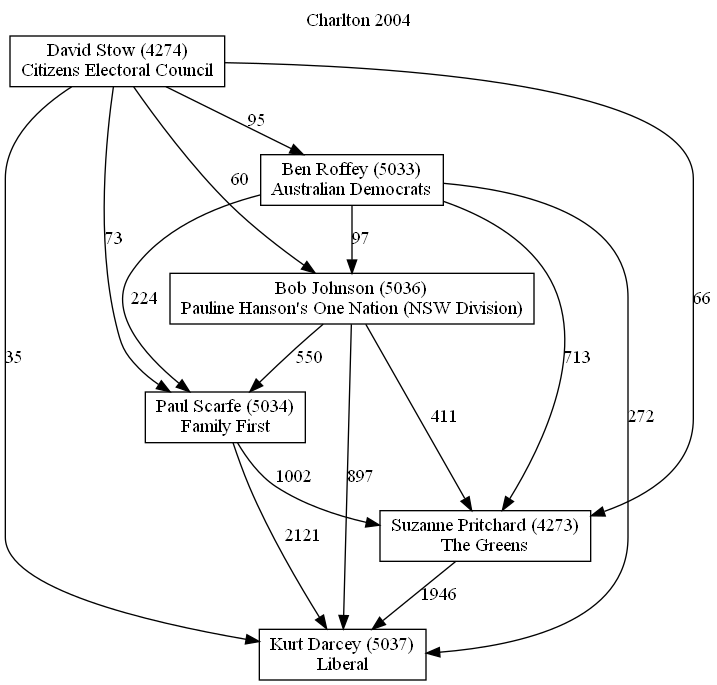 Charlton 2004
David Stow (4274)
Citizens Electoral Council
95
Ben Roffey (5033)
Australian Democrats
60
73
97
224
Bob Johnson (5036)
Pauline Hanson's One Nation (NSW Division)
66
35
550
713
Paul Scarfe (5034)
Family First
411
272
1002
897
2121
Suzanne Pritchard (4273)
The Greens
1946
Kurt Darcey (5037)
Liberal